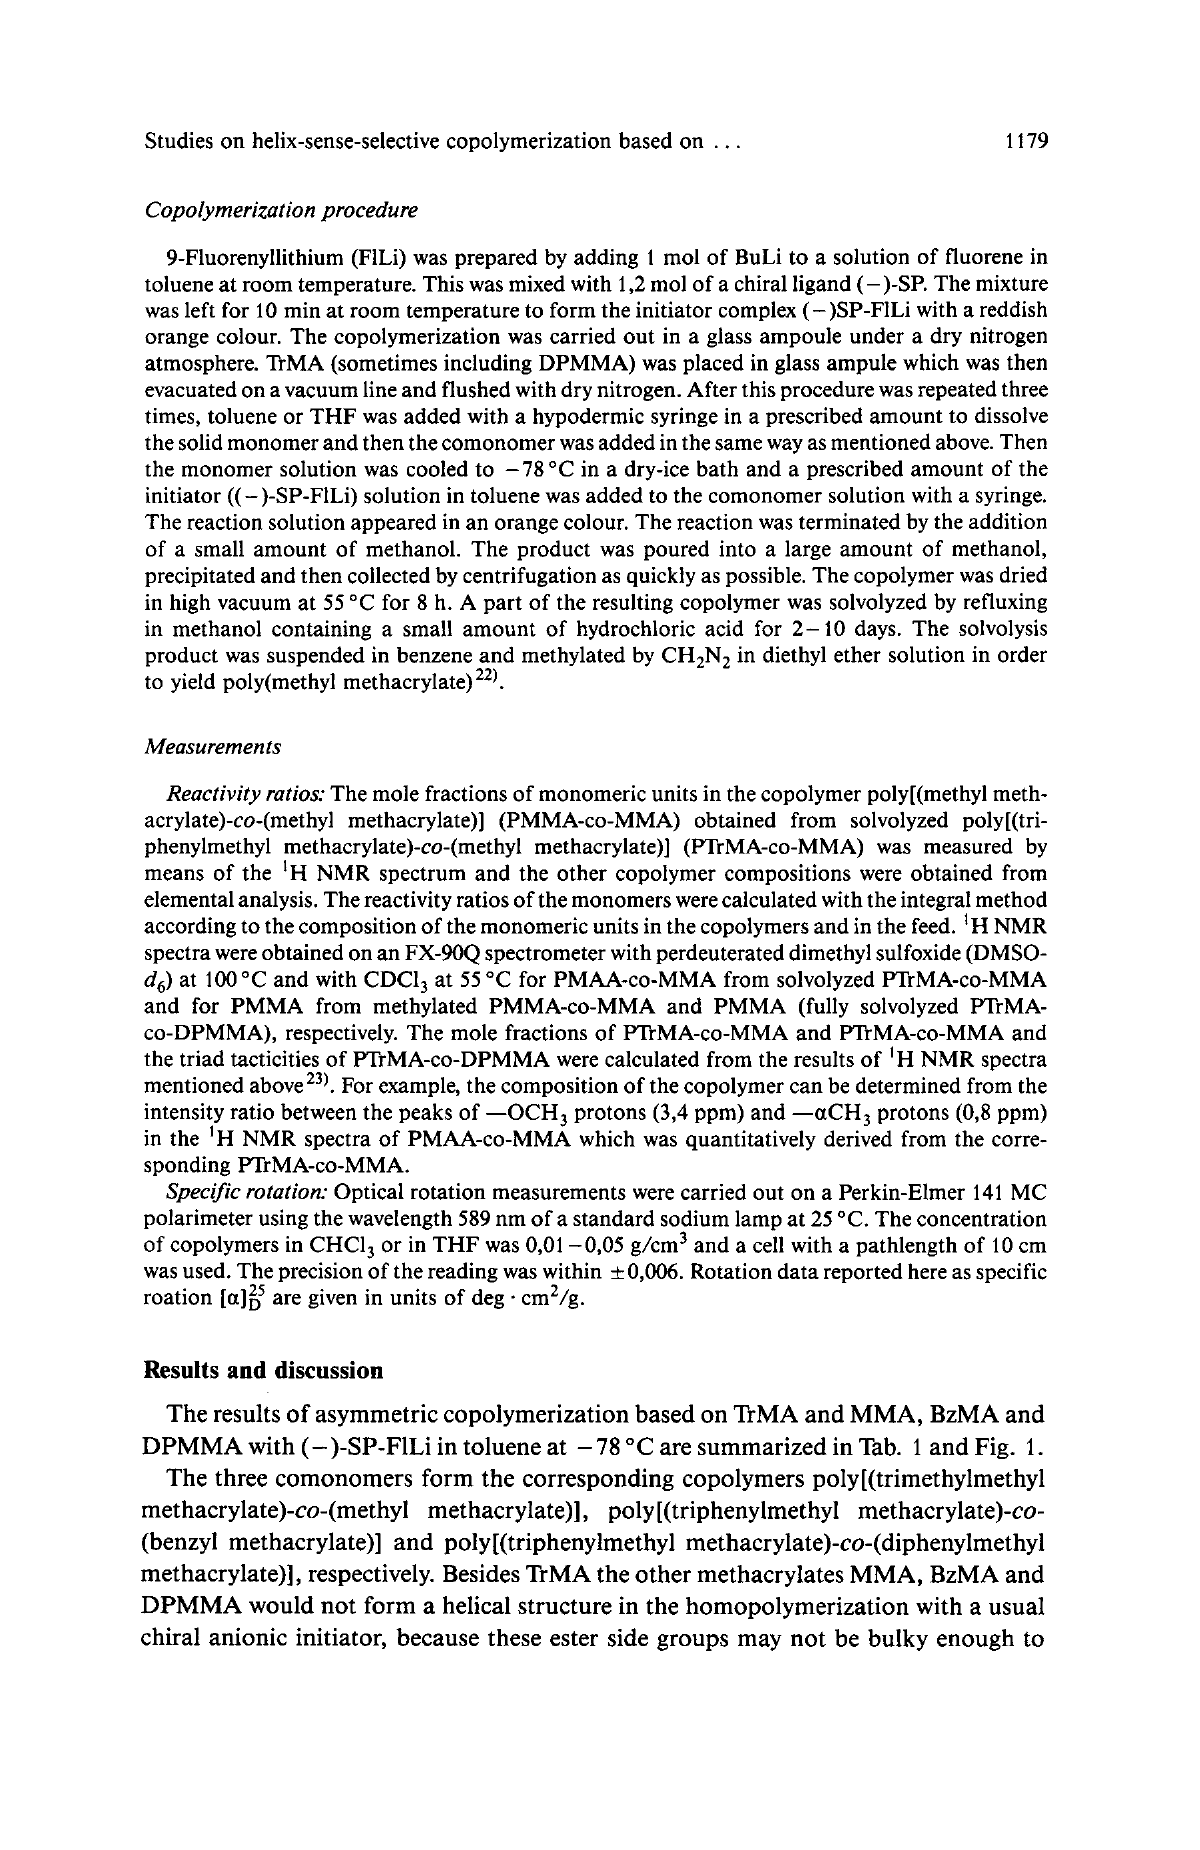 Studies on helix-sense-selective copolymerization based on ... 1179
Copolymerization procedure
9-Fluorenyllithium (FlLi) was prepared by adding 1 mol of BuLi to a solution of fluorene in
toluene at room temperature. This was mixed with 1,2 mol of a chiral ligand (−)-SP. The mixture
was left for 10 min at room temperature to form the initiator complex (−)SP-FlLi with a reddish
orange colour. The copolymerization was carried out in a glass ampoule under a dry nitrogen
atmosphere. TrMA (sometimes including DPMMA) was placed in glass ampule which was then
evacuated on a vacuum line and flushed with dry nitrogen. After this procedure was repeated three
times, toluene or THF was added with a hypodermic syringe in a prescribed amount to dissolve
the solid monomer and then the comonomer was added in the same way as mentioned above. Then
the monomer solution was cooled to −78 °C in a dry-ice bath and a prescribed amount of the
initiator ((−)-SP-FlLi) solution in toluene was added to the comonomer solution with a syringe.
The reaction solution appeared in an orange colour. The reaction was terminated by the addition
of a small amount of methanol. The product was poured into a large amount of methanol,
precipitated and then collected by centrifugation as quickly as possible. The copolymer was dried
in high vacuum at 55 °C for 8 h. A part of the resulting copolymer was solvolyzed by refluxing
in methanol containing a small amount of hydrochloric acid for 2–10 days. The solvolysis
product was suspended in benzene and methylated by CH₂N₂ in diethyl ether solution in order
to yield poly(methyl methacrylate)²²⁾.
Measurements
Reactivity ratios: The mole fractions of monomeric units in the copolymer poly[(methyl meth-
acrylate)-co-(methyl methacrylate)] (PMMA-co-MMA) obtained from solvolyzed poly[(tri-
phenylmethyl methacrylate)-co-(methyl methacrylate)] (PTrMA-co-MMA) was measured by
means of the ¹H NMR spectrum and the other copolymer compositions were obtained from
elemental analysis. The reactivity ratios of the monomers were calculated with the integral method
according to the composition of the monomeric units in the copolymers and in the feed. ¹H NMR
spectra were obtained on an FX-90Q spectrometer with perdeuterated dimethyl sulfoxide (DMSO-
d₆) at 100 °C and with CDCl₃ at 55 °C for PMAA-co-MMA from solvolyzed PTrMA-co-MMA
and for PMMA from methylated PMMA-co-MMA and PMMA (fully solvolyzed PTrMA-
co-DPMMA), respectively. The mole fractions of PTrMA-co-MMA and PTrMA-co-MMA and
the triad tacticities of PTrMA-co-DPMMA were calculated from the results of ¹H NMR spectra
mentioned above²³⁾. For example, the composition of the copolymer can be determined from the
intensity ratio between the peaks of —OCH₃ protons (3,4 ppm) and —αCH₃ protons (0,8 ppm)
in the ¹H NMR spectra of PMAA-co-MMA which was quantitatively derived from the corre-
sponding PTrMA-co-MMA.
Specific rotation: Optical rotation measurements were carried out on a Perkin-Elmer 141 MC
polarimeter using the wavelength 589 nm of a standard sodium lamp at 25 °C. The concentration
of copolymers in CHCl₃ or in THF was 0,01–0,05 g/cm³ and a cell with a pathlength of 10 cm
was used. The precision of the reading was within ±0,006. Rotation data reported here as specific
roation [α]D²⁵ are given in units of deg · cm²/g.
Results and discussion
The results of asymmetric copolymerization based on TrMA and MMA, BzMA and
DPMMA with (−)-SP-FlLi in toluene at −78 °C are summarized in Tab. 1 and Fig. 1.
The three comonomers form the corresponding copolymers poly[(trimethylmethyl
methacrylate)-co-(methyl methacrylate)], poly[(triphenylmethyl methacrylate)-co-
(benzyl methacrylate)] and poly[(triphenylmethyl methacrylate)-co-(diphenylmethyl
methacrylate)], respectively. Besides TrMA the other methacrylates MMA, BzMA and
DPMMA would not form a helical structure in the homopolymerization with a usual
chiral anionic initiator, because these ester side groups may not be bulky enough to